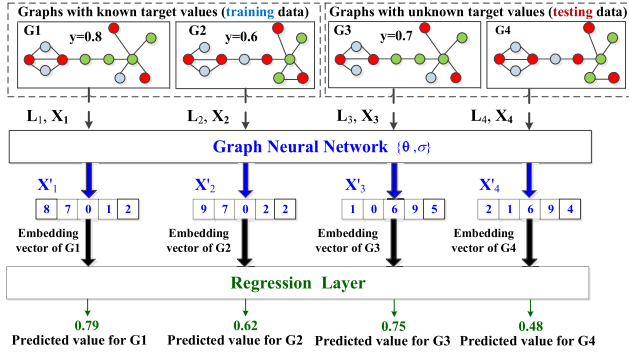 Graphs with known target values (training data)
Graphs with unknown target values (testing data)
G1
y=0.8
G2
y=0.6
G3
y=0.7
G4
L1, X1
L2, X2
L3, X3
L4, X4
Graph Neural Network {θ ,σ}
X'1
X'2
X'3
X'4
8 7 0 1 2
9 7 0 2 2
1 0 6 9 5
2 1 6 9 4
Embedding
vector of G1
Embedding
vector of G2
Embedding
vector of G3
Embedding
vector of G4
Regression Layer
0.79
0.62
0.75
0.48
Predicted value for G1
Predicted value for G2
Predicted value for G3
Predicted value for G4